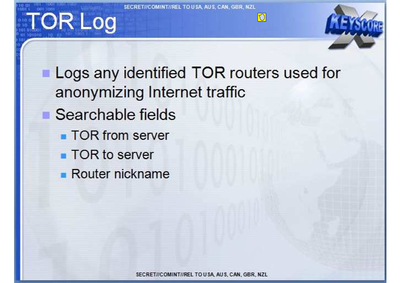 SECRET//COMINT//REL TO USA, AUS, CAN, GBR, NZL
TOR Log
X KEYSCORE
Logs any identified TOR routers used for
anonymizing Internet traffic
Searchable fields
TOR from server
TOR to server
Router nickname
SECRET//COMINT//REL TO USA, AUS, CAN, GBR, NZL